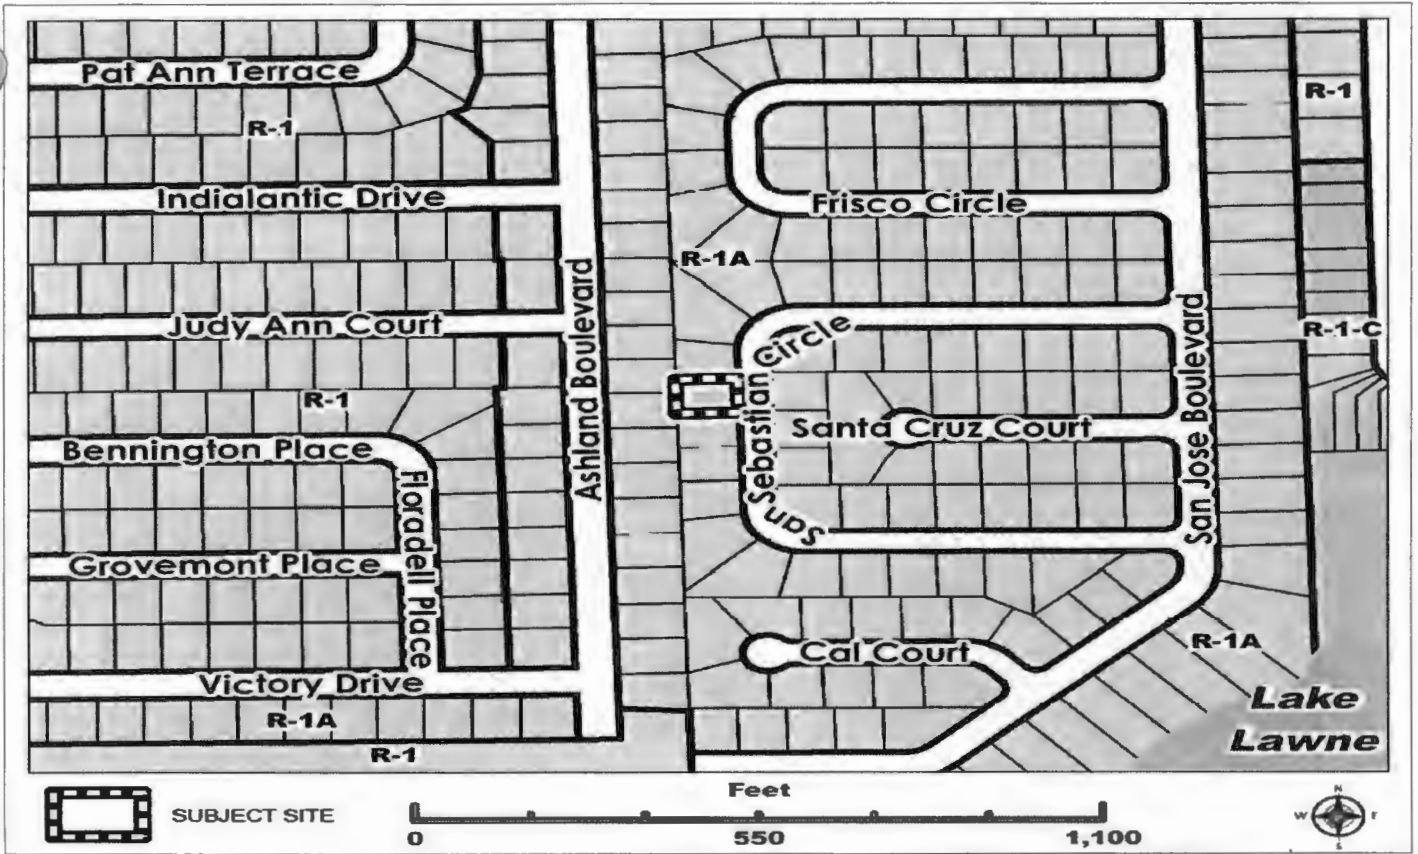 Pat Ann Terrace
R-1
R-1
Indialantic Drive
Frisco Circle
R-1A
Judy Ann Court
Ashland Boulevard
San Sebastian Circle
San Jose Boulevard
R-1-C
R-1
Bennington Place
Santa Cruz Court
Floradell Place
Grovemont Place
Cal Court
R-1A
Victory Drive
R-1A
R-1
Lake
Lawne
SUBJECT SITE
Feet
0 550 1,100
N
W
S